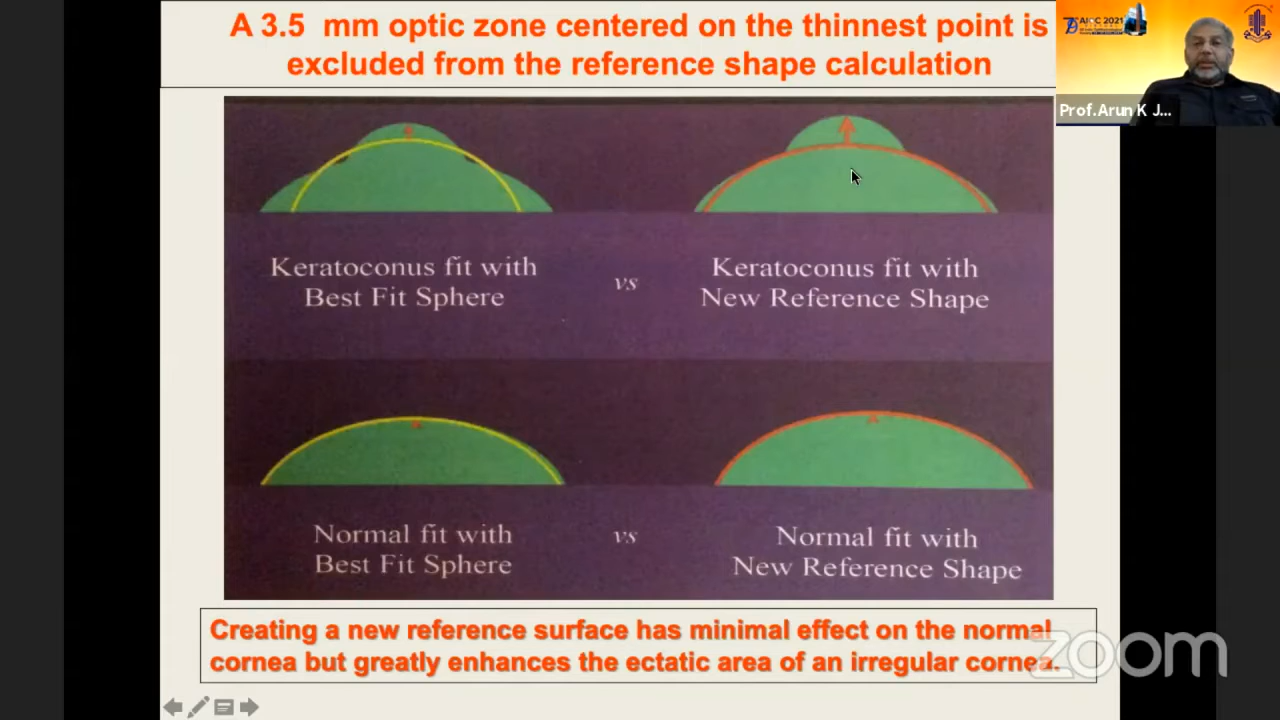 A 3.5 mm optic zone centered on the thinnest point is
excluded from the reference shape calculation
AIOC 2021
Prof.Arun K J...
Keratoconus fit with
Best Fit Sphere
vs
Keratoconus fit with
New Reference Shape
Normal fit with
Best Fit Sphere
vs
Normal fit with
New Reference Shape
Creating a new reference surface has minimal effect on the normal
cornea but greatly enhances the ectatic area of an irregular cornea.
zoom